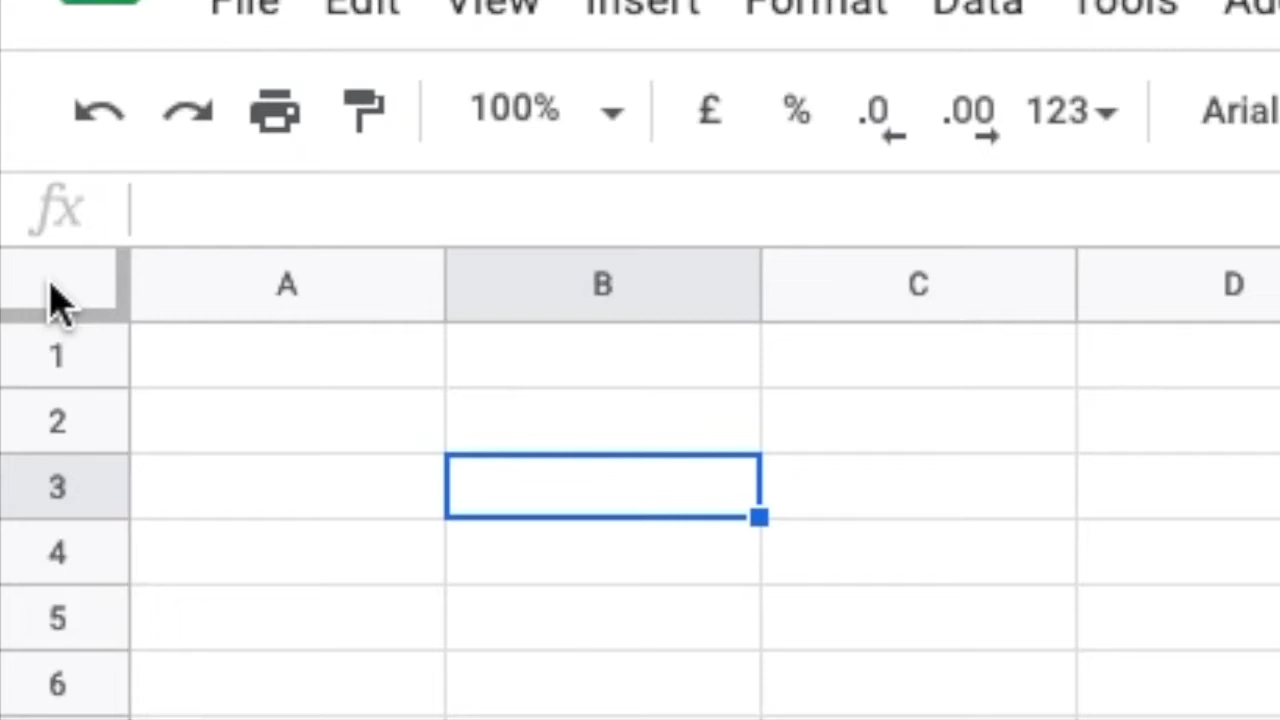 File Edit View Insert Format Data Tools
100% £ % .0 .00 123 Arial
fx
A B C D
1
2
3
4
5
6